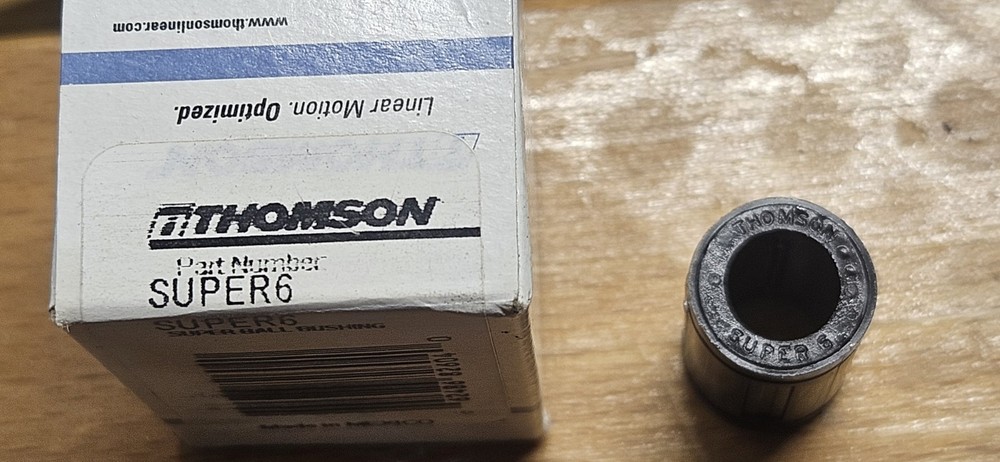 www.thomsonlinear.com
Linear Motion. Optimized.
THOMSON
Part Number
SUPER6
SUPER6
SUPER BALL BUSHING
Made in MEXICO
THOMSON
SUPER 6